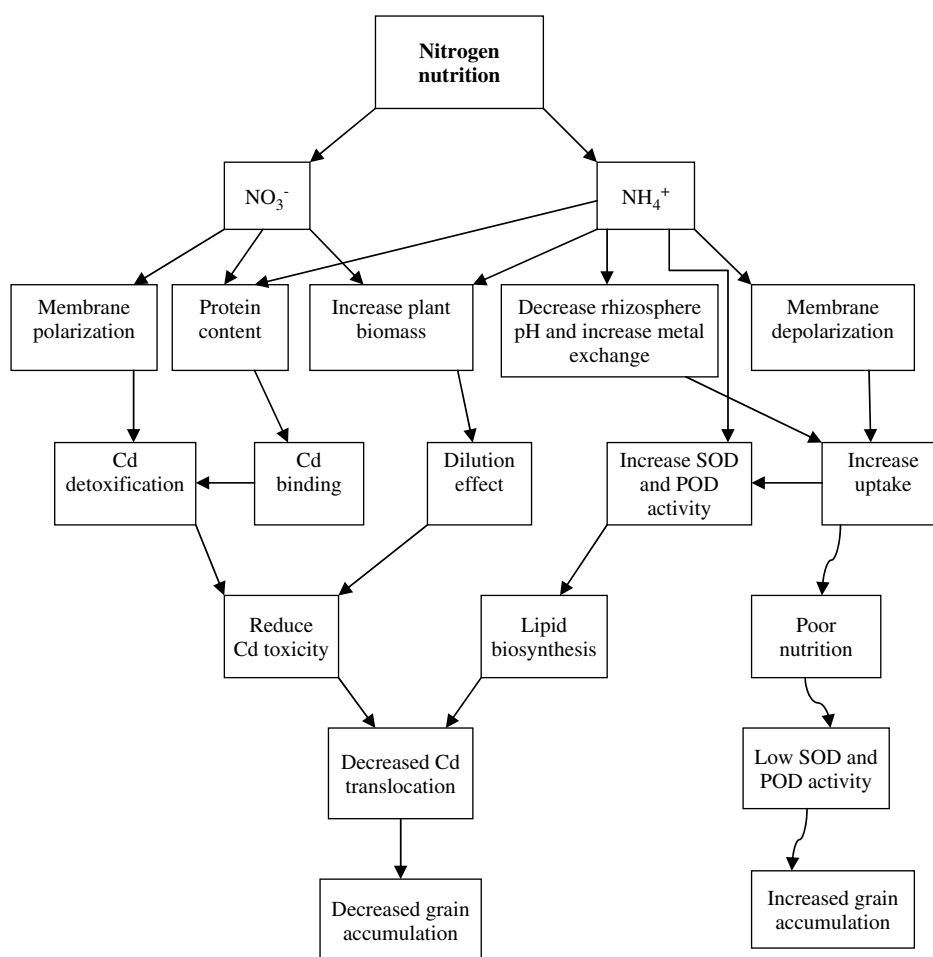 Nitrogen
nutrition
NO₃⁻
NH₄⁺
Membrane
polarization
Protein
content
Increase plant
biomass
Decrease rhizosphere
pH and increase metal
exchange
Membrane
depolarization
Cd
detoxification
Cd
binding
Dilution
effect
Increase SOD
and POD
activity
Increase
uptake
Reduce
Cd toxicity
Lipid
biosynthesis
Poor
nutrition
Decreased Cd
translocation
Low SOD and
POD activity
Decreased grain
accumulation
Increased grain
accumulation